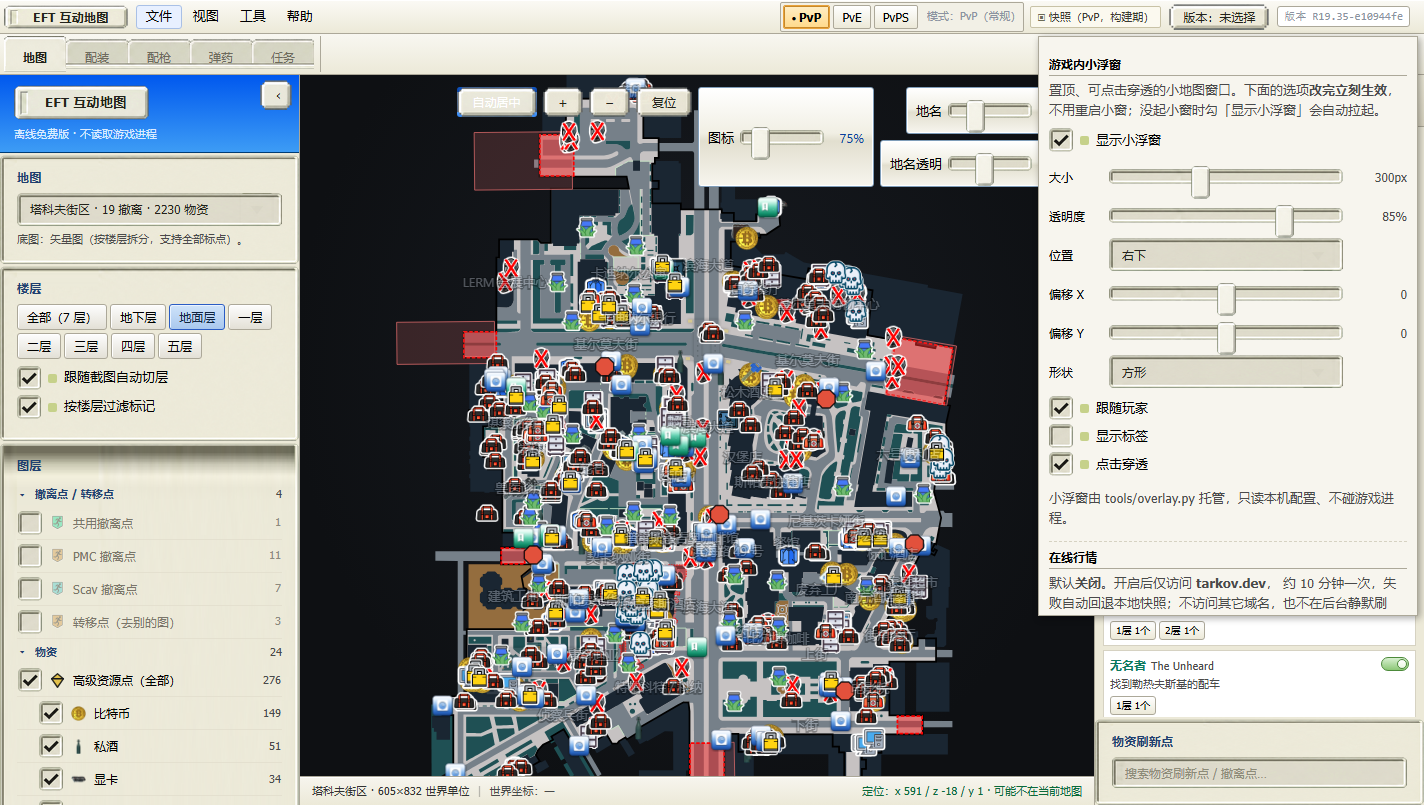 EFT 互动地图
文件
视图
工具
帮助
• PvP
PvE
PvPS
模式：PvP（常规）
快照（PvP，构建期）
版本：未选择
版本 R19.35-e10944fe
地图
配装
配枪
弹药
任务
EFT 互动地图
‹
离线免费版 · 不读取游戏进程
地图
塔科夫街区 · 19 撤离 · 2230 物资
底图：矢量图（按楼层拆分，支持全部标点）。
楼层
全部（7 层）
地下层
地面层
一层
二层
三层
四层
五层
跟随截图自动切层
按楼层过滤标记
图层
撤离点 / 转移点
4
共用撤离点
1
PMC 撤离点
11
Scav 撤离点
7
转移点（去别的图）
3
物资
24
高级资源点（全部）
276
比特币
149
私酒
51
显卡
34
自动居中
+
−
复位
图标
75%
地名
地名透明
基尔莫夫街
基尔莫夫街
下街
塔科夫街区 · 605×832 世界单位
世界坐标：—
定位：x 591 / z -18 / y 1 · 可能不在当前地图
游戏内小浮窗
置顶、可点击穿透的小地图窗口。下面的选项改完立刻生效，
不用重启小窗；没起小窗时勾「显示小浮窗」会自动拉起。
显示小浮窗
大小
300px
透明度
85%
位置
右下
偏移 X
0
偏移 Y
0
形状
方形
跟随玩家
显示标签
点击穿透
小浮窗由 tools/overlay.py 托管，只读本机配置、不碰游戏进
程。
在线行情
默认关闭。开启后仅访问 tarkov.dev， 约 10 分钟一次，失
败自动回退本地快照；不访问其它域名，也不在后台静默刷
1层 1个
2层 1个
无名者 The Unheard
找到勒热夫斯基的配车
1层 1个
物资刷新点
搜索物资刷新点 / 撤离点...